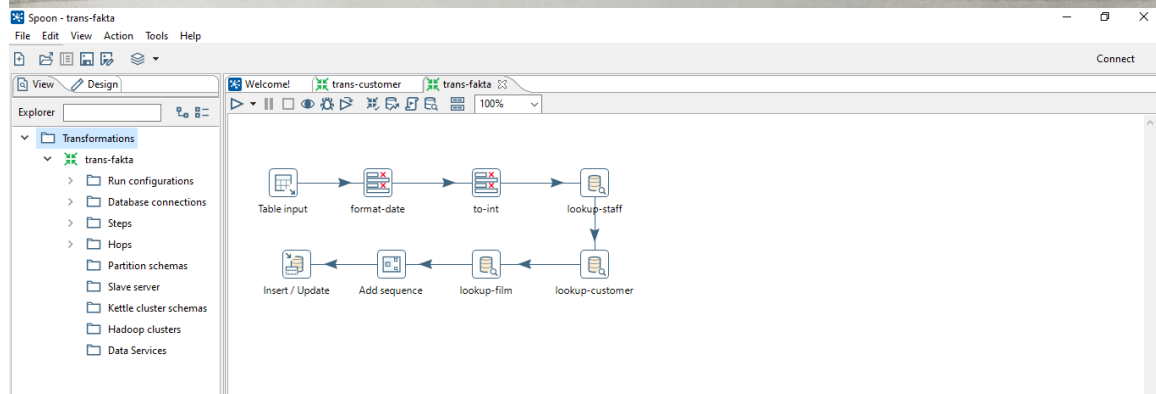 Spoon - trans-fakta
File Edit View Action Tools Help
Connect
View Design
Welcome! trans-customer trans-fakta
Explorer
100%
Transformations
trans-fakta
Run configurations
Database connections
Steps
Hops
Partition schemas
Slave server
Kettle cluster schemas
Hadoop clusters
Data Services
Table input format-date to-int lookup-staff
Insert / Update Add sequence lookup-film lookup-customer